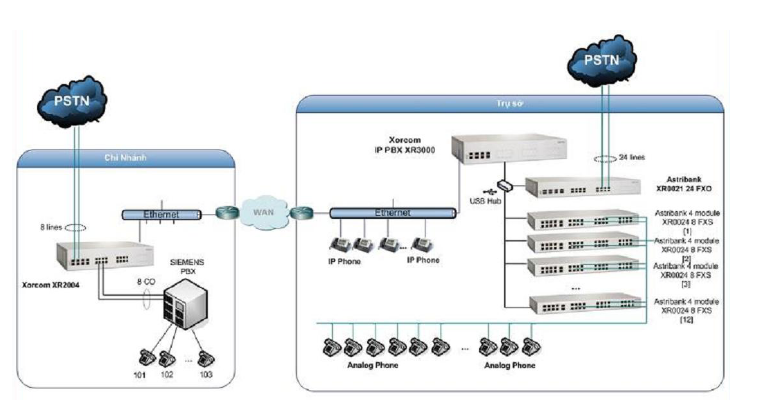 PSTN
Trụ sở
Xorcom
IP PBX XR3000
24 lines
Astribank
XR0021 24 FXO
USB Hub
Astribank 4 module
XR0024 8 FXS
[1]
Astribank 4 module
XR0024 8 FXS
[2]
Astribank 4 module
XR0024 8 FXS
[3]
...
Astribank 4 module
XR0024 8 FXS
[12]
Ethernet
IP Phone
...
IP Phone
...
Analog Phone
Analog Phone
WAN
PSTN
Chi Nhánh
Ethernet
8 lines
Xorcom XR2004
SIEMENS
PBX
8 CO
101
102
...
103